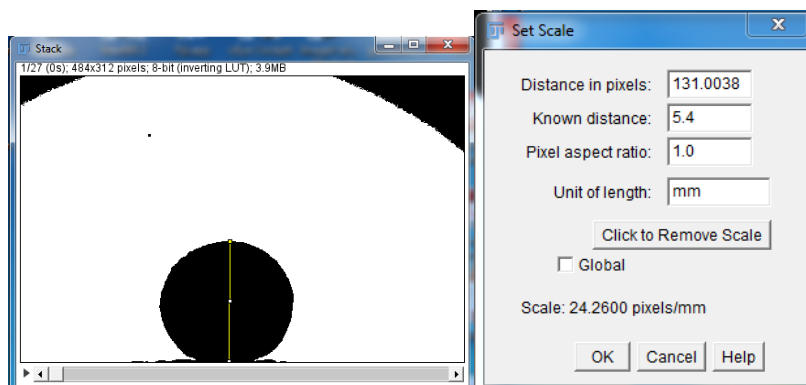 Stack
1/27 (0s); 484x312 pixels; 8-bit (inverting LUT); 3.9MB
Set Scale
Distance in pixels: 131.0038
Known distance: 5.4
Pixel aspect ratio: 1.0
Unit of length: mm
Click to Remove Scale
Global
Scale: 24.2600 pixels/mm
OK Cancel Help